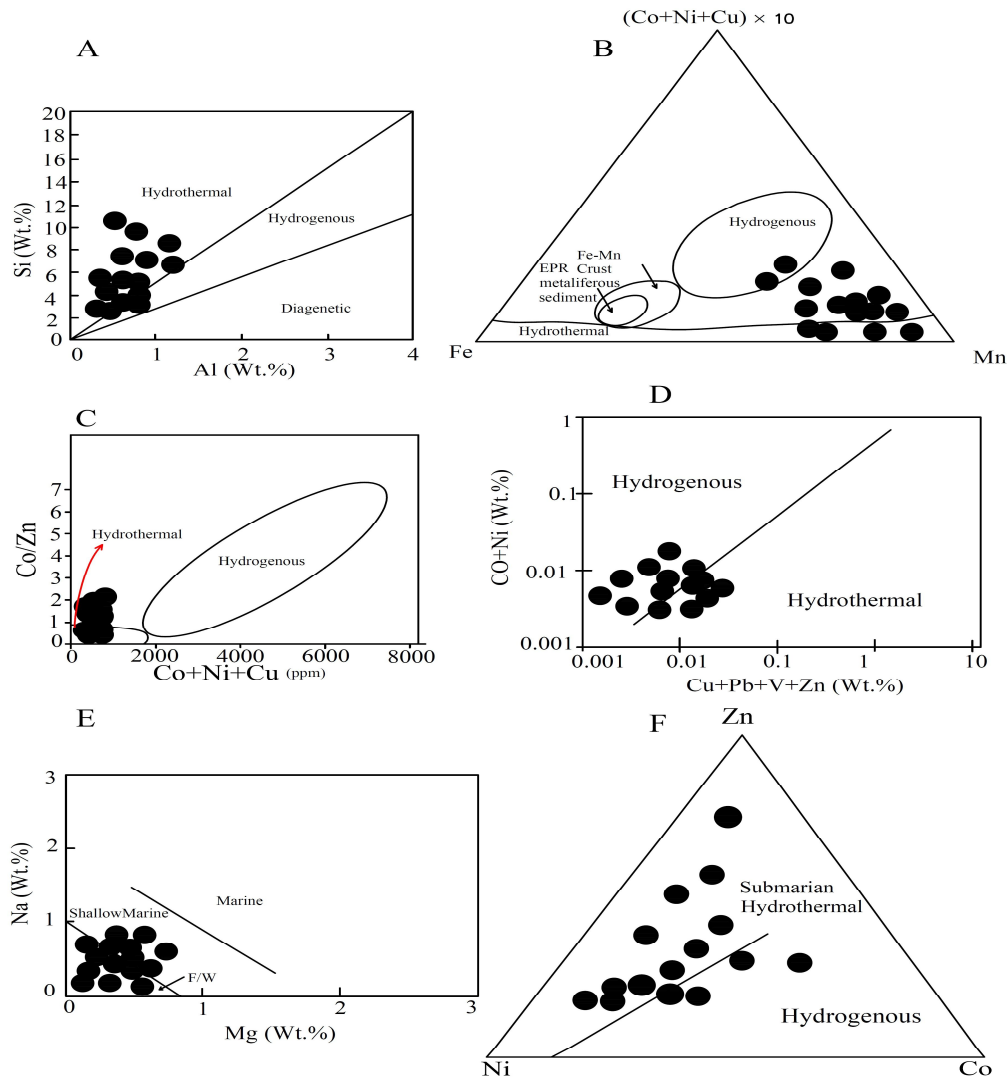 A
Si (Wt.%)
20
18
16
14
12
10
8
6
4
2
0
Hydrothermal
Hydrogenous
Diagenetic
0 1 2 3 4
Al (Wt.%)
B
(Co+Ni+Cu) × 10
Hydrogenous
Fe-Mn
Crust
EPR
metaliferous
sediment
Hydrothermal
Fe
Mn
C
Co/Zn
7
6
5
4
3
2
1
0
Hydrothermal
Hydrogenous
0 2000 4000 6000 8000
Co+Ni+Cu (ppm)
D
CO+Ni (Wt.%)
1
0.1
0.01
0.001
Hydrogenous
Hydrothermal
0.001 0.01 0.1 1 10
Cu+Pb+V+Zn (Wt.%)
E
Na (Wt.%)
3
2
1
0
Marine
ShallowMarine
F/W
0 1 2 3
Mg (Wt.%)
F
Zn
Submarian
Hydrothermal
Hydrogenous
Ni
Co